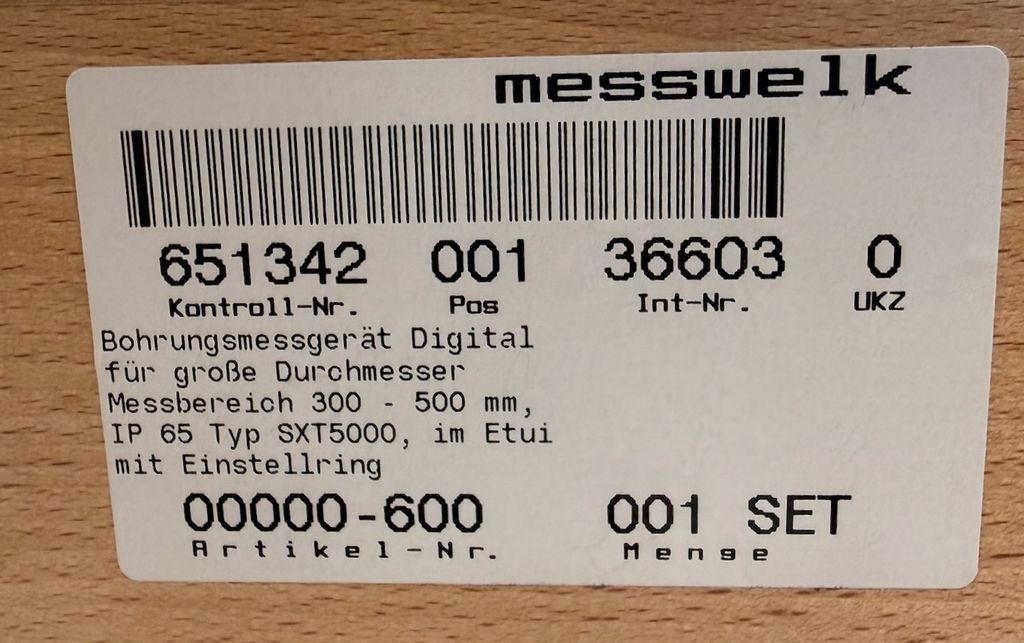 messwelk
651342 001 36603 0
Kontroll-Nr. Pos Int-Nr. UKZ
Bohrungsmessgerät Digital
für große Durchmesser
Messbereich 300 - 500 mm,
IP 65 Typ SXT5000, im Etui
mit Einstellring
00000-600 001 SET
Artikel-Nr. Menge